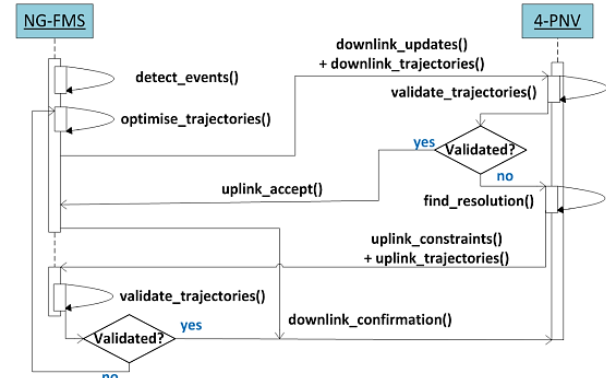 NG-FMS
4-PNV
downlink_updates()
+ downlink_trajectories()
detect_events()
validate_trajectories()
optimise_trajectories()
yes
Validated?
no
uplink_accept()
find_resolution()
uplink_constraints()
+ uplink_trajectories()
validate_trajectories()
yes
downlink_confirmation()
Validated?
no